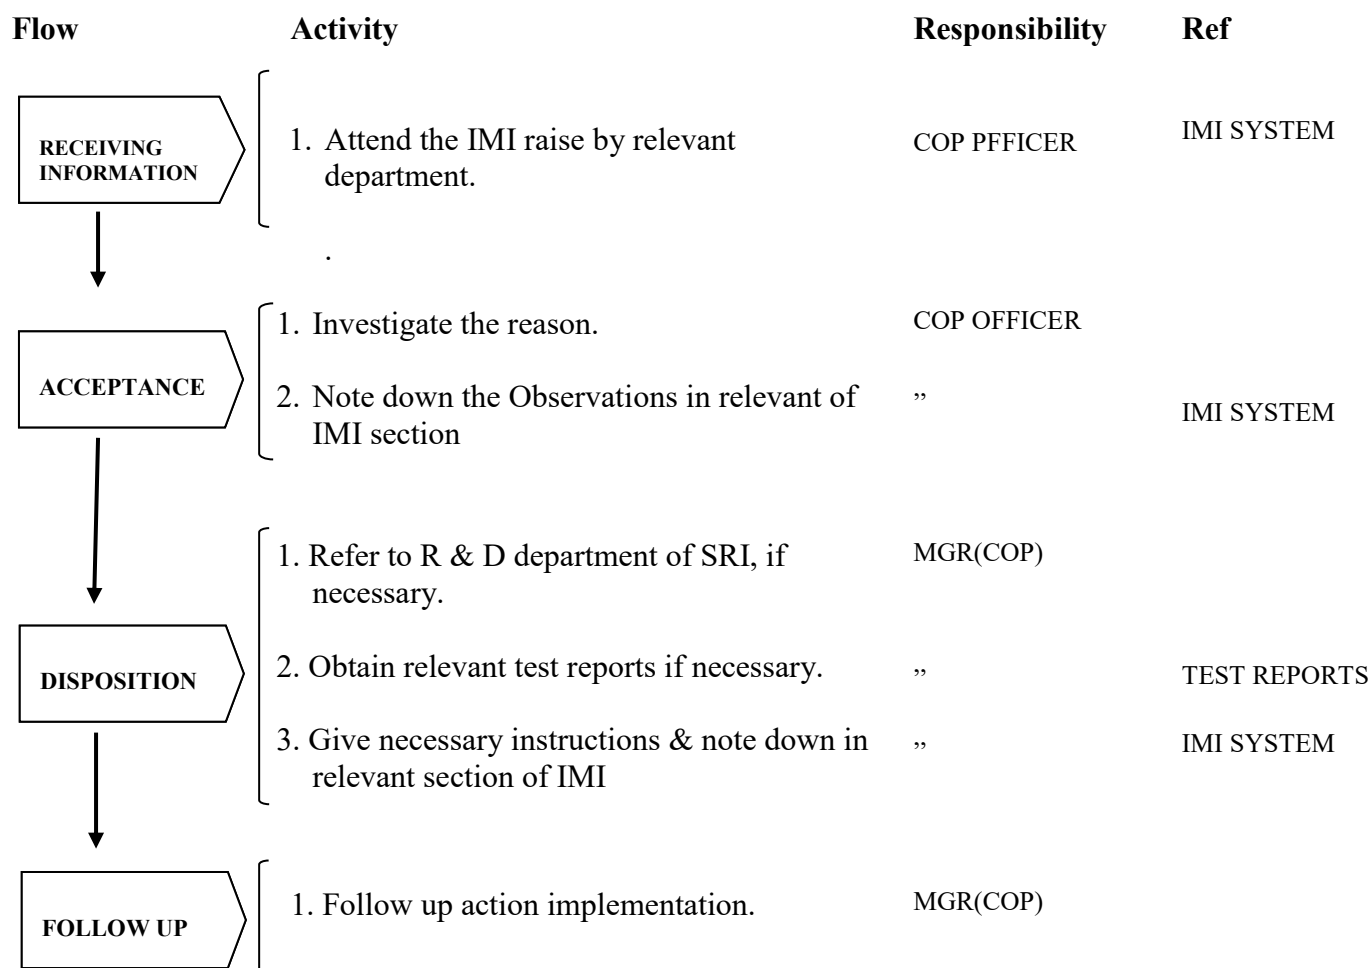 Flow Activity Responsibility Ref
RECEIVING
INFORMATION
1. Attend the IMI raise by relevant
department.
.
COP PFFICER
IMI SYSTEM
ACCEPTANCE
1. Investigate the reason.
COP OFFICER
2. Note down the Observations in relevant of
IMI section
”
IMI SYSTEM
DISPOSITION
1. Refer to R & D department of SRI, if
necessary.
MGR(COP)
2. Obtain relevant test reports if necessary.
”
TEST REPORTS
3. Give necessary instructions & note down in
relevant section of IMI
”
IMI SYSTEM
FOLLOW UP
1. Follow up action implementation.
MGR(COP)